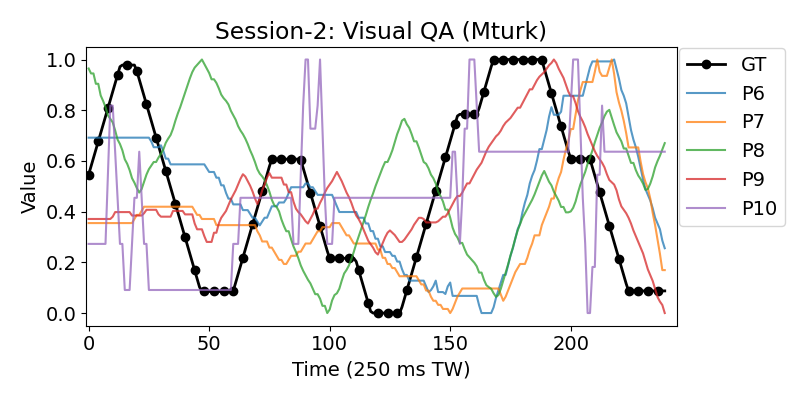 Session-2: Visual QA (Mturk)
Value
1.0
0.8
0.6
0.4
0.2
0.0
0
50
100
150
200
Time (250 ms TW)
GT
P6
P7
P8
P9
P10